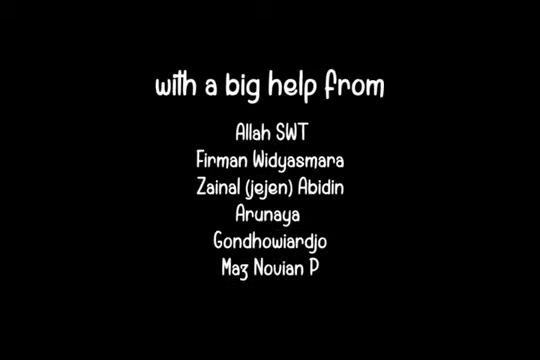 with a big help from
Allah SWT
Firman Widyasmara
Zainal (jejen) Abidin
Arunaya
Gondhowiardjo
Maz Novian P